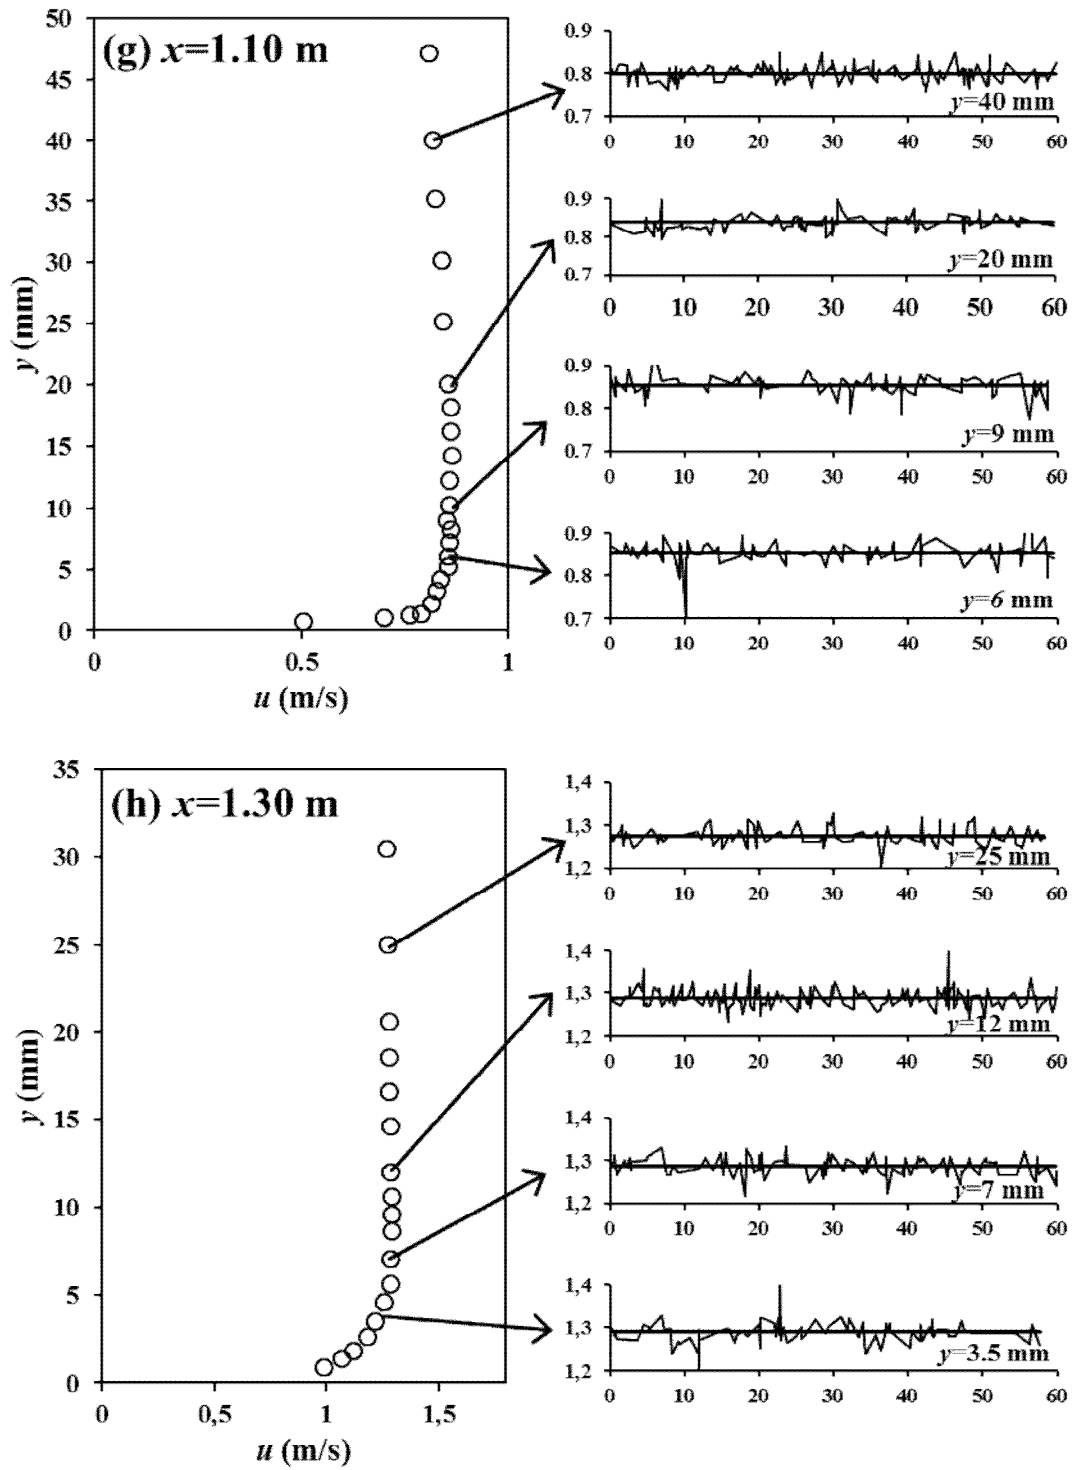 (g) x=1.10 m
50
45
40
35
30
25
20
15
10
5
0
y (mm)
0 0.5 1
u (m/s)
0.9
0.8
0.7
y=40 mm
0 10 20 30 40 50 60
0.9
0.8
0.7
y=20 mm
0 10 20 30 40 50 60
0.9
0.8
0.7
y=9 mm
0 10 20 30 40 50 60
0.9
0.8
0.7
y=6 mm
0 10 20 30 40 50 60
(h) x=1.30 m
35
30
25
20
15
10
5
0
y (mm)
0 0,5 1 1,5
u (m/s)
1,4
1,3
1,2
y=25 mm
0 10 20 30 40 50 60
1,4
1,3
1,2
y=12 mm
0 10 20 30 40 50 60
1,4
1,3
1,2
y=7 mm
0 10 20 30 40 50 60
1,4
1,3
1,2
y=3.5 mm
0 10 20 30 40 50 60